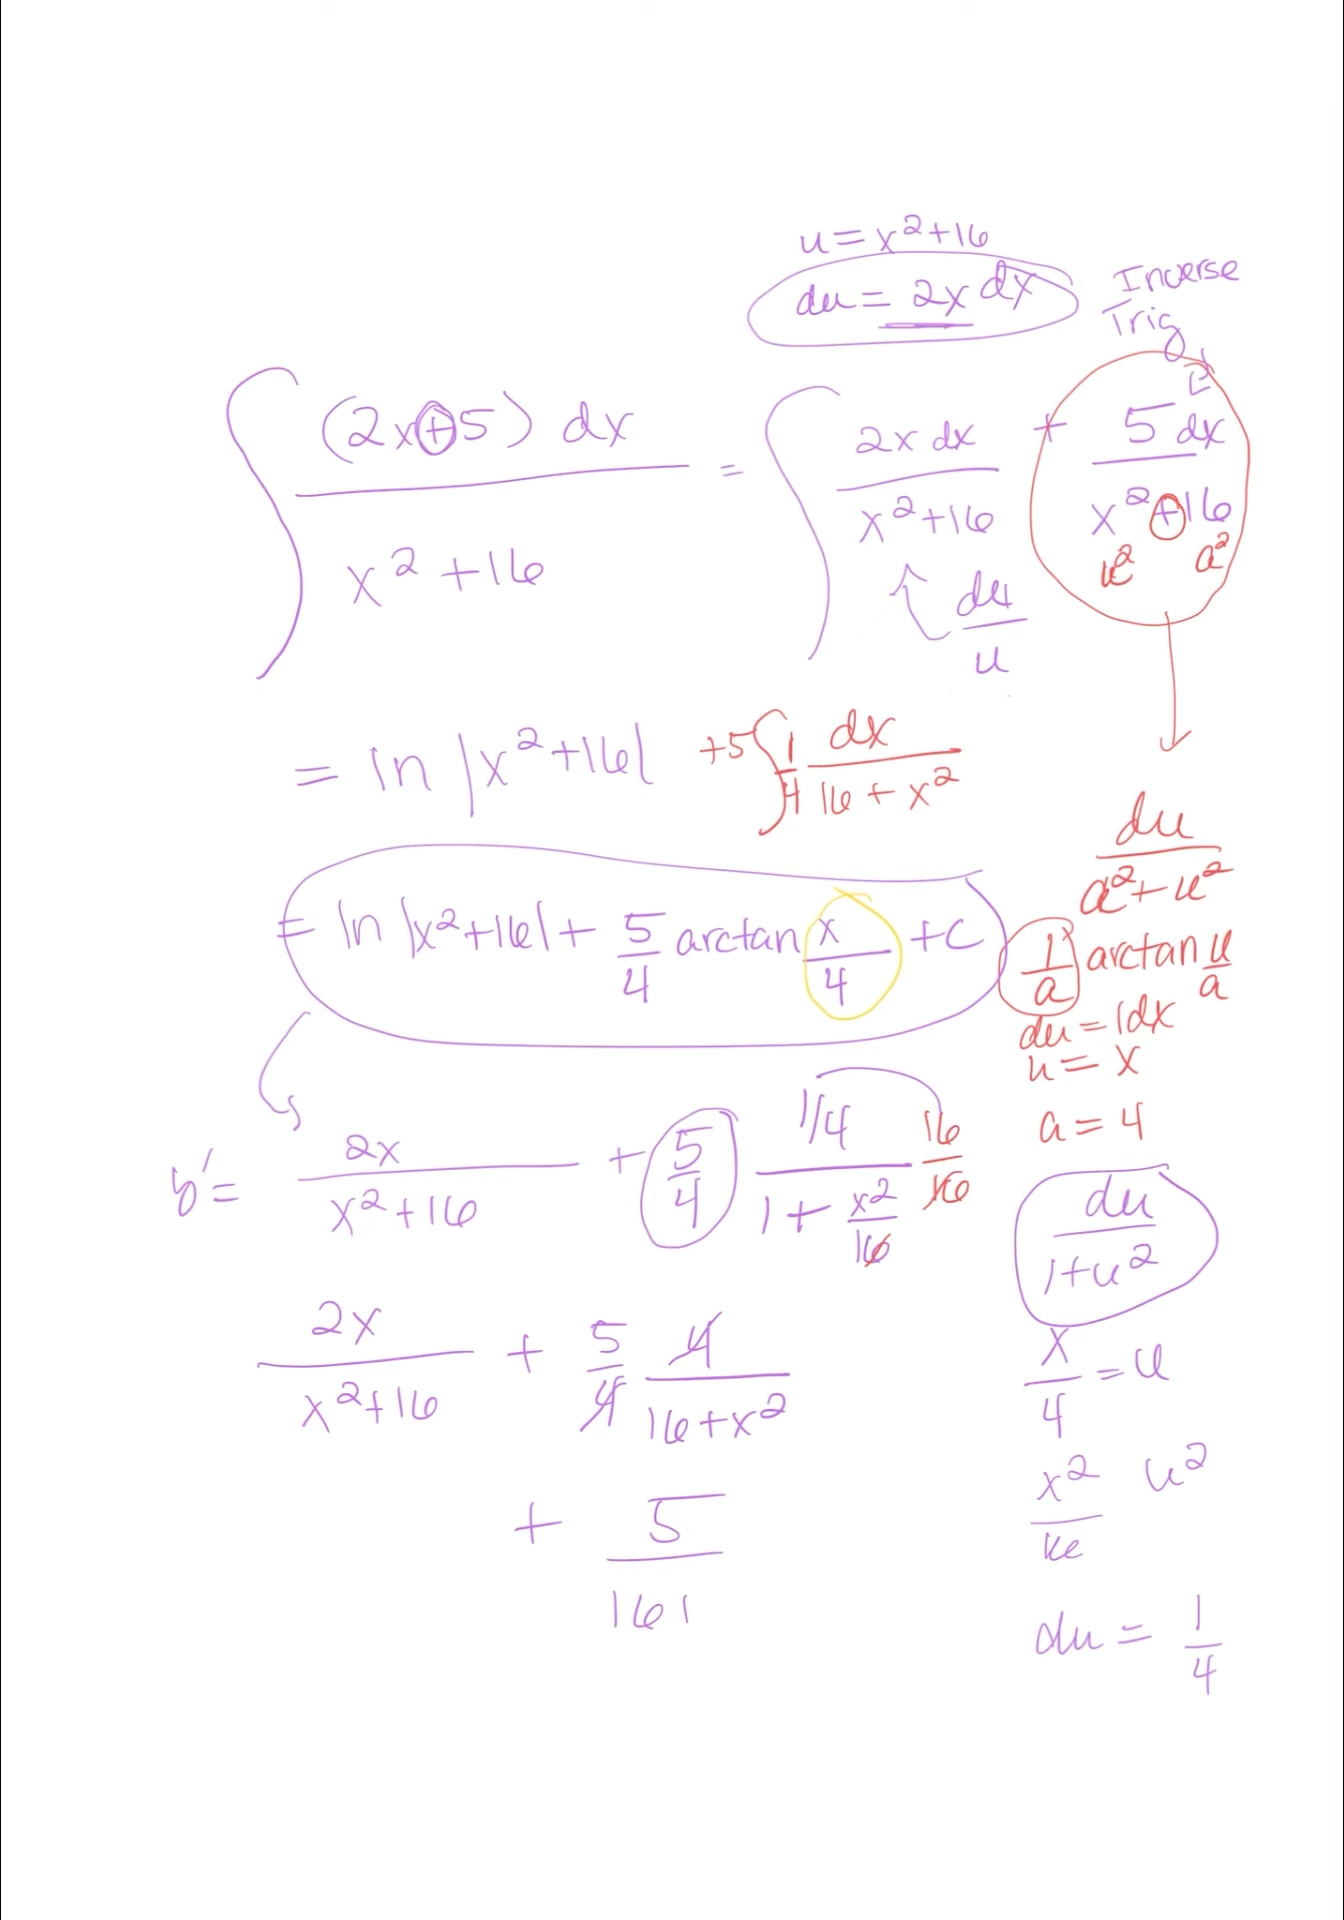 u = x² + 16
du = 2x dx
Inverse
Trig
∫ (2x + 5) dx / x² + 16 = ∫ 2x dx / x² + 16 + 5 dx / x² + 16
u² a²
du / u
= ln |x² + 16| + 5 ∫ 1/4 dx / 16 + x²
du / a² + u²
= ln |x² + 16| + 5/4 arctan x/4 + c
1/a arctan u/a
du = 1dx
u = x
a = 4
y' = 2x / x² + 16 + 5/4 1/4 / 1 + x²/16 16/16
du / 1 + u²
2x / x² + 16 + 5/4 4 / 16 + x²
x/4 = u
x²/16 u²
+ 5 / 161
du = 1/4